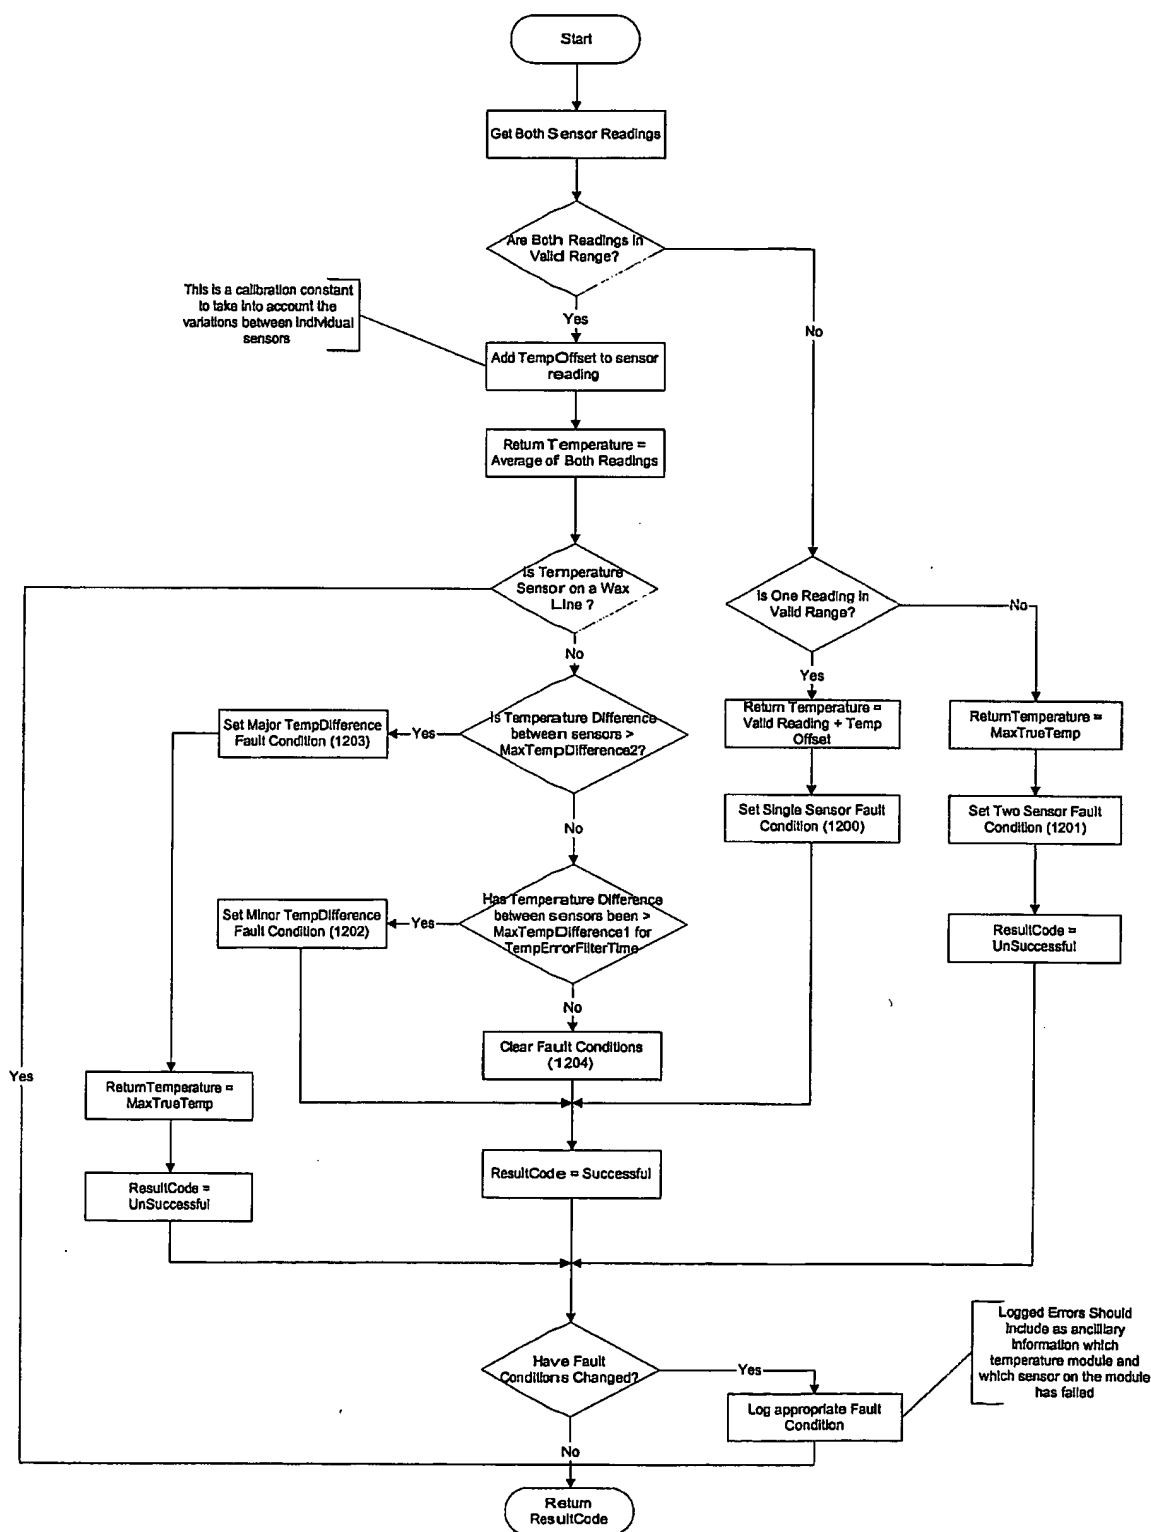 Start
Get Both Sensor Readings
Are Both Readings in
Valid Range?
This is a calibration constant
to take into account the
variations between individual
sensors
Yes
No
Add TempOffset to sensor
reading
Return Temperature =
Average of Both Readings
Is Temperature
Sensor on a Wax
Line ?
Is One Reading in
Valid Range?
No
No
Yes
Set Major TempDifference
Fault Condition (1203)
Yes
Is Temperature Difference
between sensors >
MaxTempDifference2?
Return Temperature =
Valid Reading + Temp
Offset
ReturnTemperature =
MaxTrueTemp
No
Set Single Sensor Fault
Condition (1200)
Set Two Sensor Fault
Condition (1201)
Set Minor TempDifference
Fault Condition (1202)
Yes
Has Temperature Difference
between sensors been >
MaxTempDifference1 for
TempErrorFilterTime
ResultCode =
UnSuccessful
No
Clear Fault Conditions
(1204)
Yes
ReturnTemperature =
MaxTrueTemp
ResultCode =
UnSuccessful
ResultCode = Successful
Have Fault
Conditions Changed?
Yes
Logged Errors Should
include as ancilliary
information which
temperature module and
which sensor on the module
has failed
Log appropriate Fault
Condition
No
Return
ResultCode